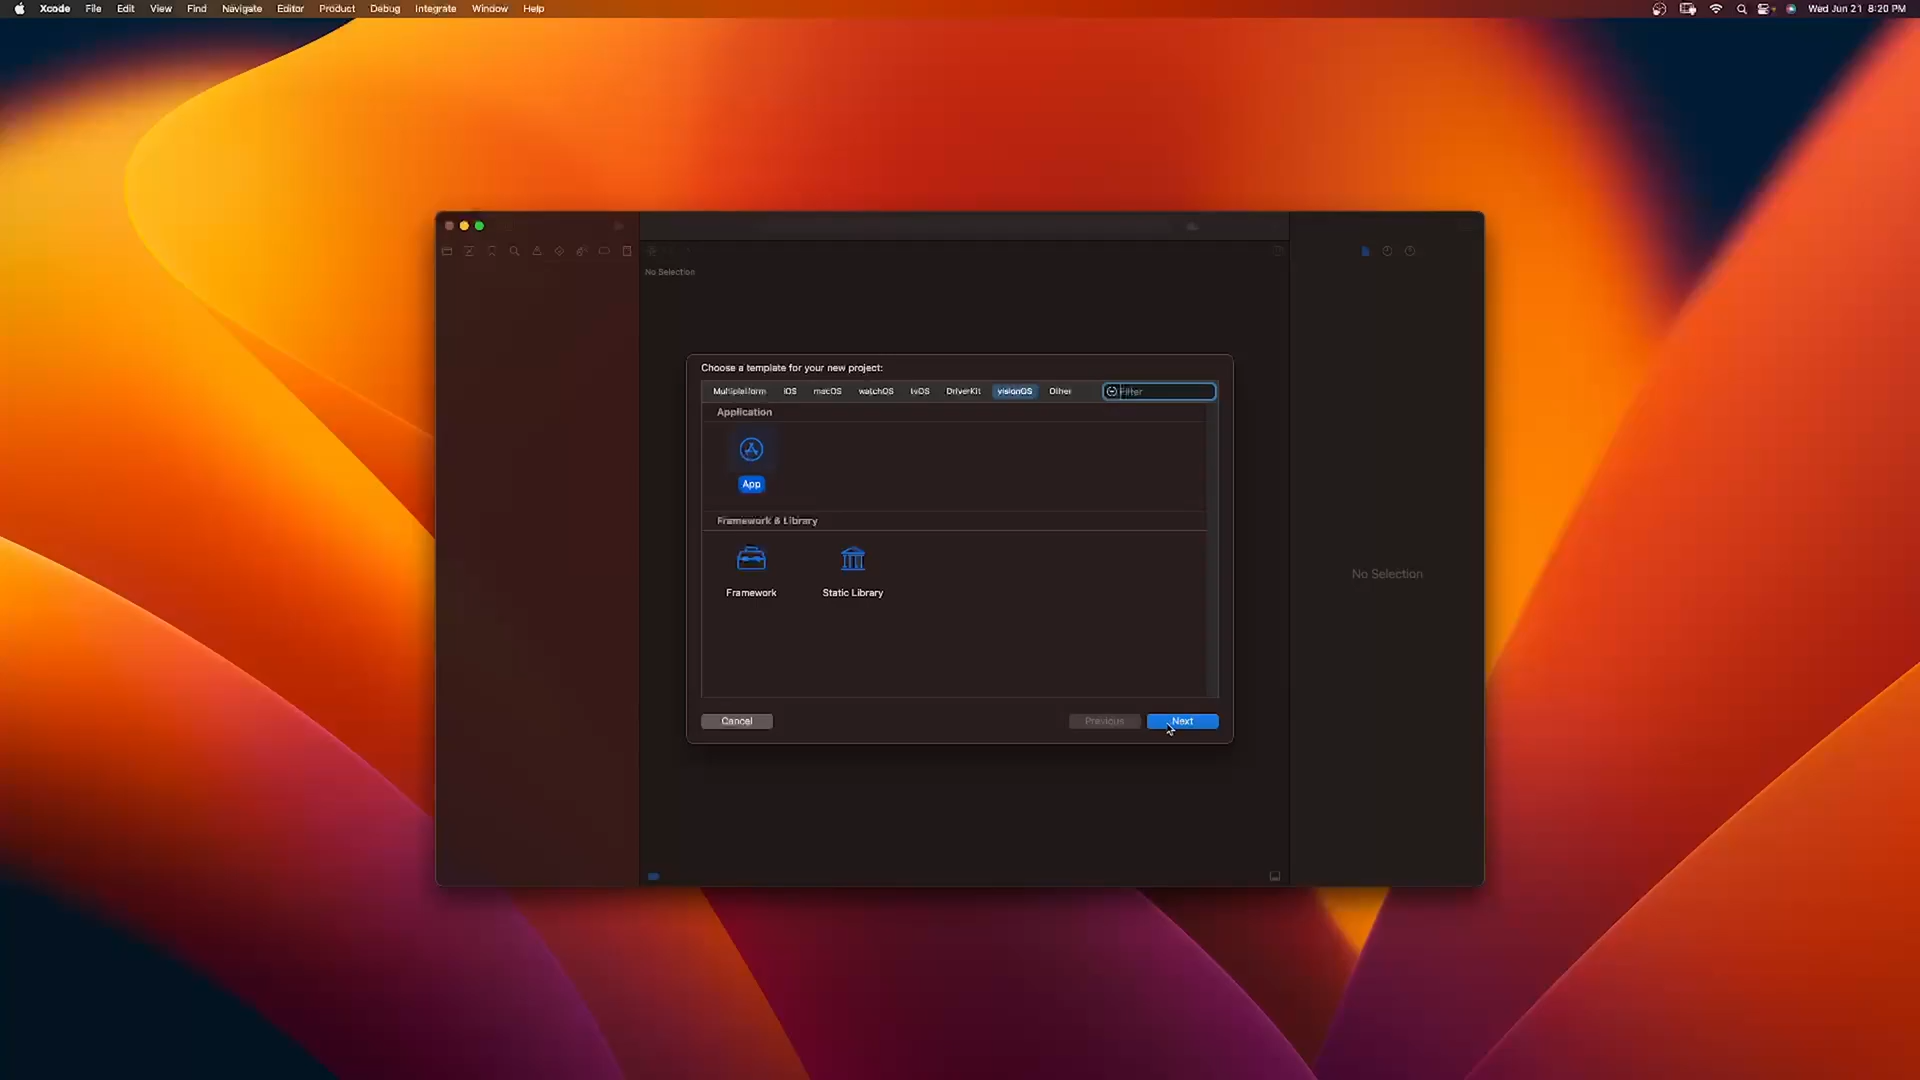 Xcode File Edit View Find Navigate Editor Product Debug Integrate Window Help Wed Jun 21 8:20 PM
No Selection
Choose a template for your new project:
Multiplatform iOS macOS watchOS tvOS DriverKit visionOS Other Filter
Application
App
Framework & Library
Framework Static Library
No Selection
Cancel Previous Next